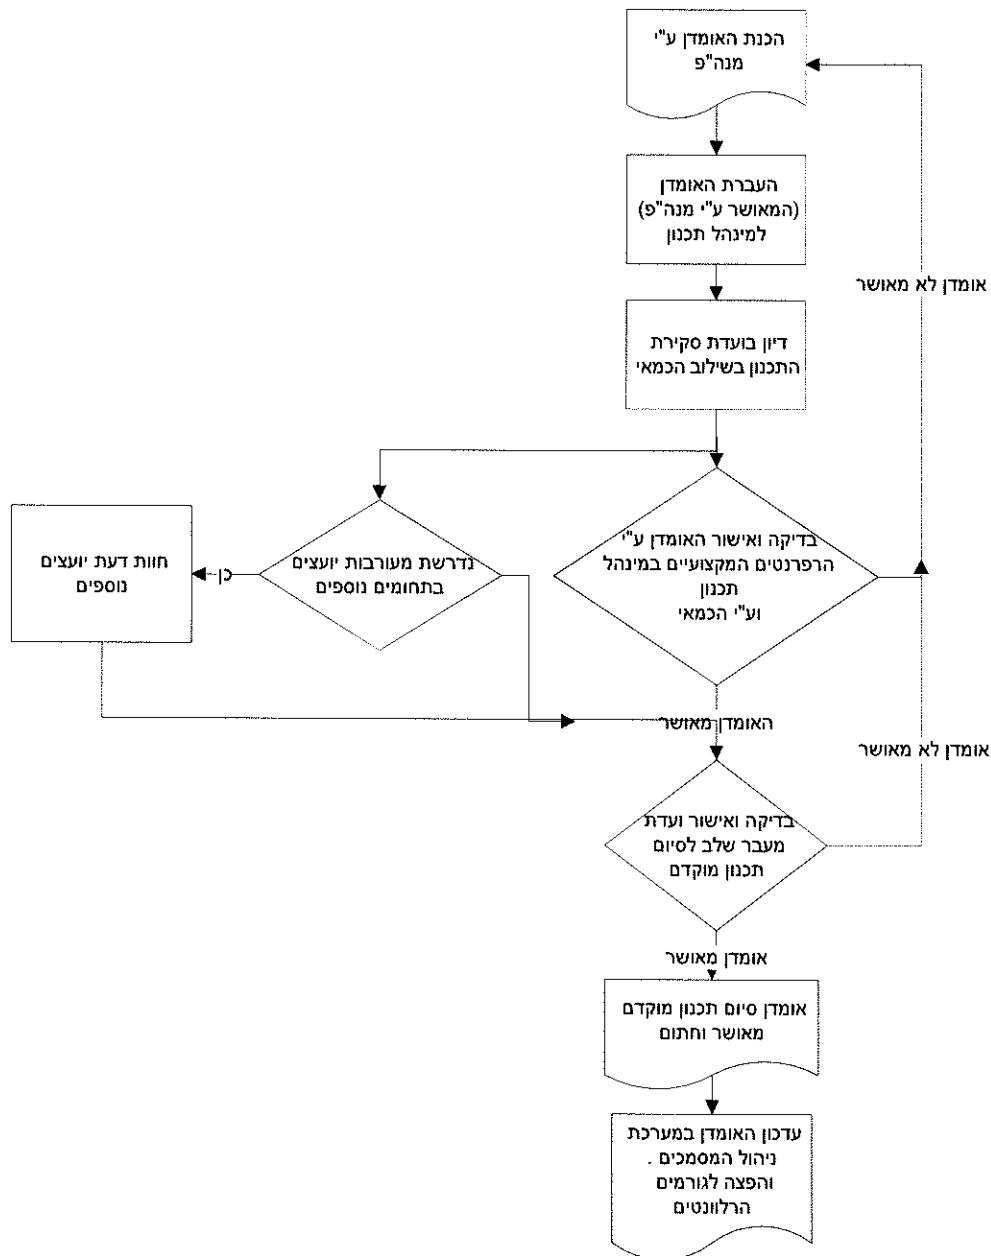 הכנת האומדן ע"י
מנה"פ
העברת האומדן
(המאושר ע"י מנה"פ)
למינהל תכנון
אומדן לא מאושר
דיון בועדת סקירת
התכנון בשילוב הכמאי
בדיקה ואישור האומדן ע"י
הרפרנטים המקצועיים במינהל
תכנון
וע"י הכמאי
נדרשת מעורבות יועצים
בתחומים נוספים
כן
חוות דעת יועצים
נוספים
האומדן מאושר
אומדן לא מאושר
בדיקה ואישור ועדת
מעבר שלב לסיום
תכנון מוקדם
אומדן מאושר
אומדן סיום תכנון מוקדם
מאושר וחתום
עדכון האומדן במערכת
ניהול המסמכים .
והפצה לגורמים
הרלוונטים